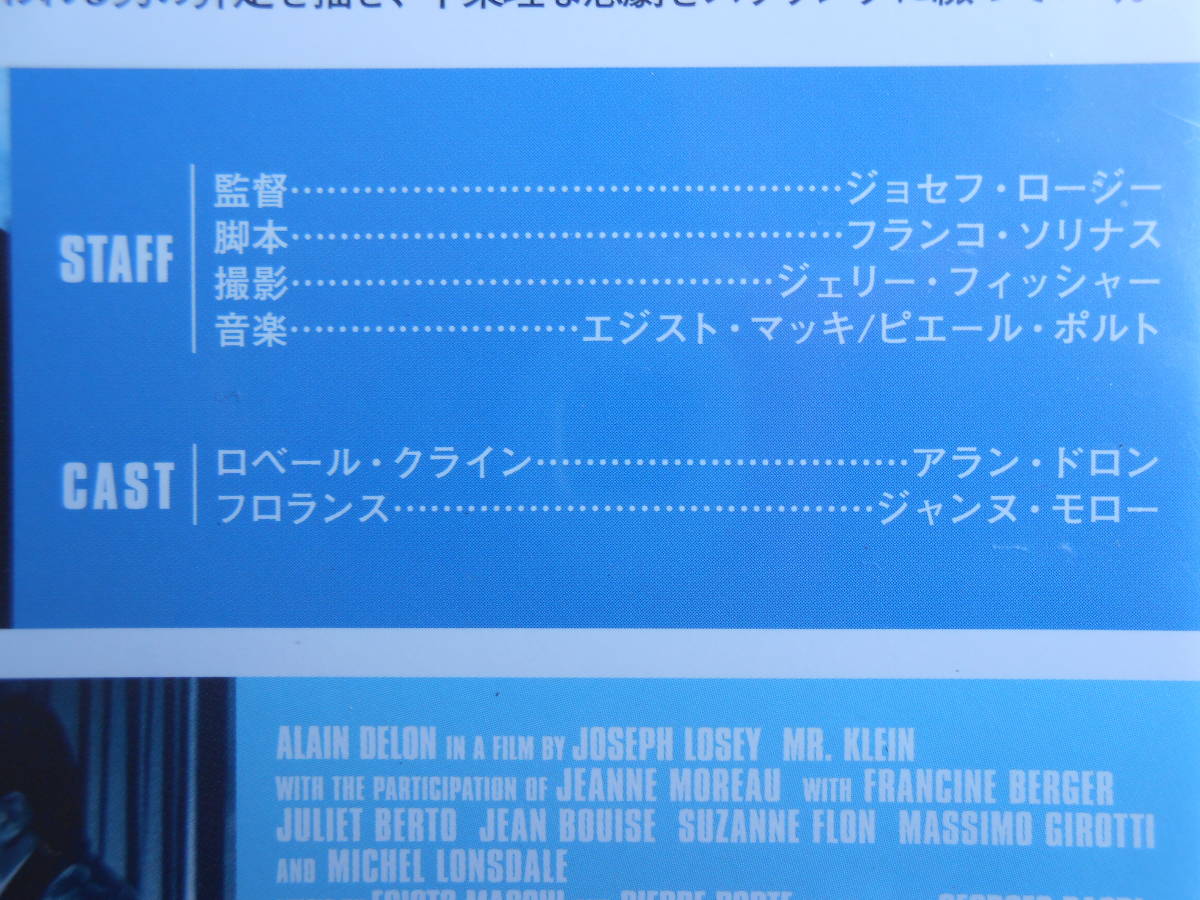 STAFF
監督……………………………………ジョセフ・ロージー
脚本……………………………………フランコ・ソリナス
撮影………………………………ジェリー・フィッシャー
音楽…………………エジスト・マッキ/ピエール・ポルト
CAST
ロベール・クライン………………………アラン・ドロン
フロランス………………………………ジャンヌ・モロー
ALAIN DELON IN A FILM BY JOSEPH LOSEY MR. KLEIN
WITH THE PARTICIPATION OF JEANNE MOREAU WITH FRANCINE BERGER
JULIET BERTO JEAN BOUISE SUZANNE FLON MASSIMO GIROTTI
AND MICHEL LONSDALE